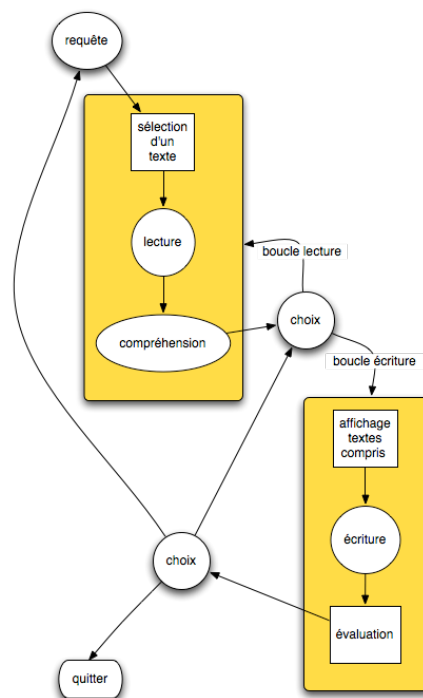 requête
sélection
d'un
texte
lecture
boucle lecture
compréhension
choix
boucle écriture
affichage
textes
compris
écriture
choix
évaluation
quitter